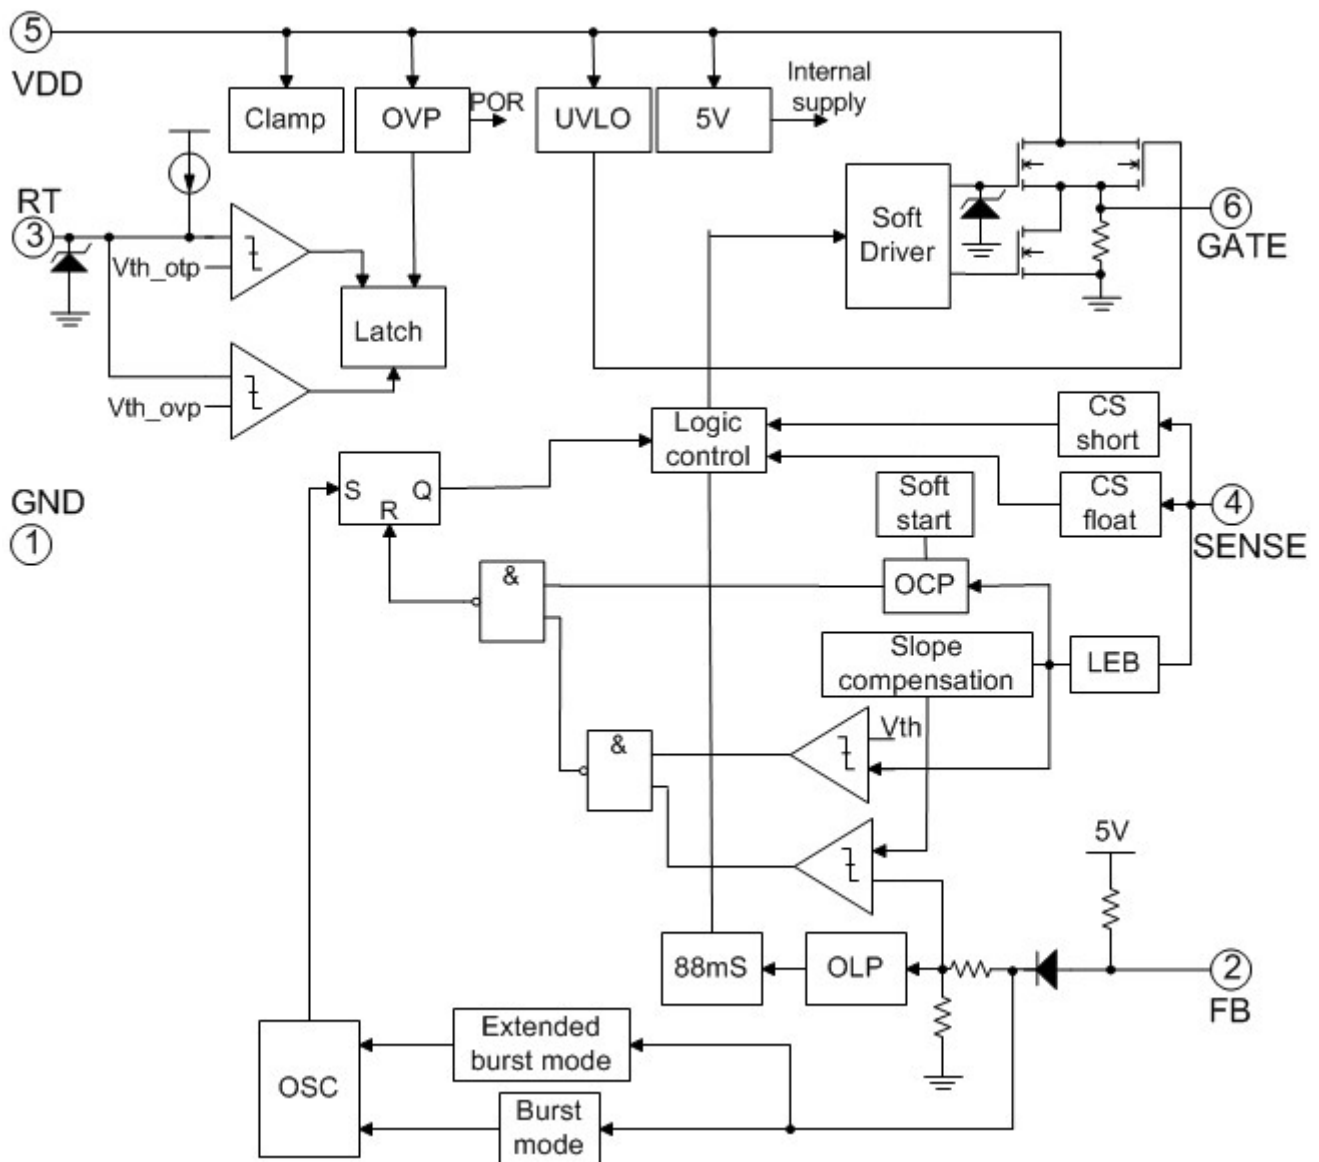 5
VDD
Clamp
OVP
POR
UVLO
5V
Internal
supply
RT
3
Vth_otp
Latch
Vth_ovp
Soft
Driver
6
GATE
Logic
control
CS
short
CS
float
4
SENSE
GND
1
S
Q
R
Soft
start
OCP
&
Slope
compensation
LEB
Vth
&
5V
88mS
OLP
2
FB
OSC
Extended
burst mode
Burst
mode